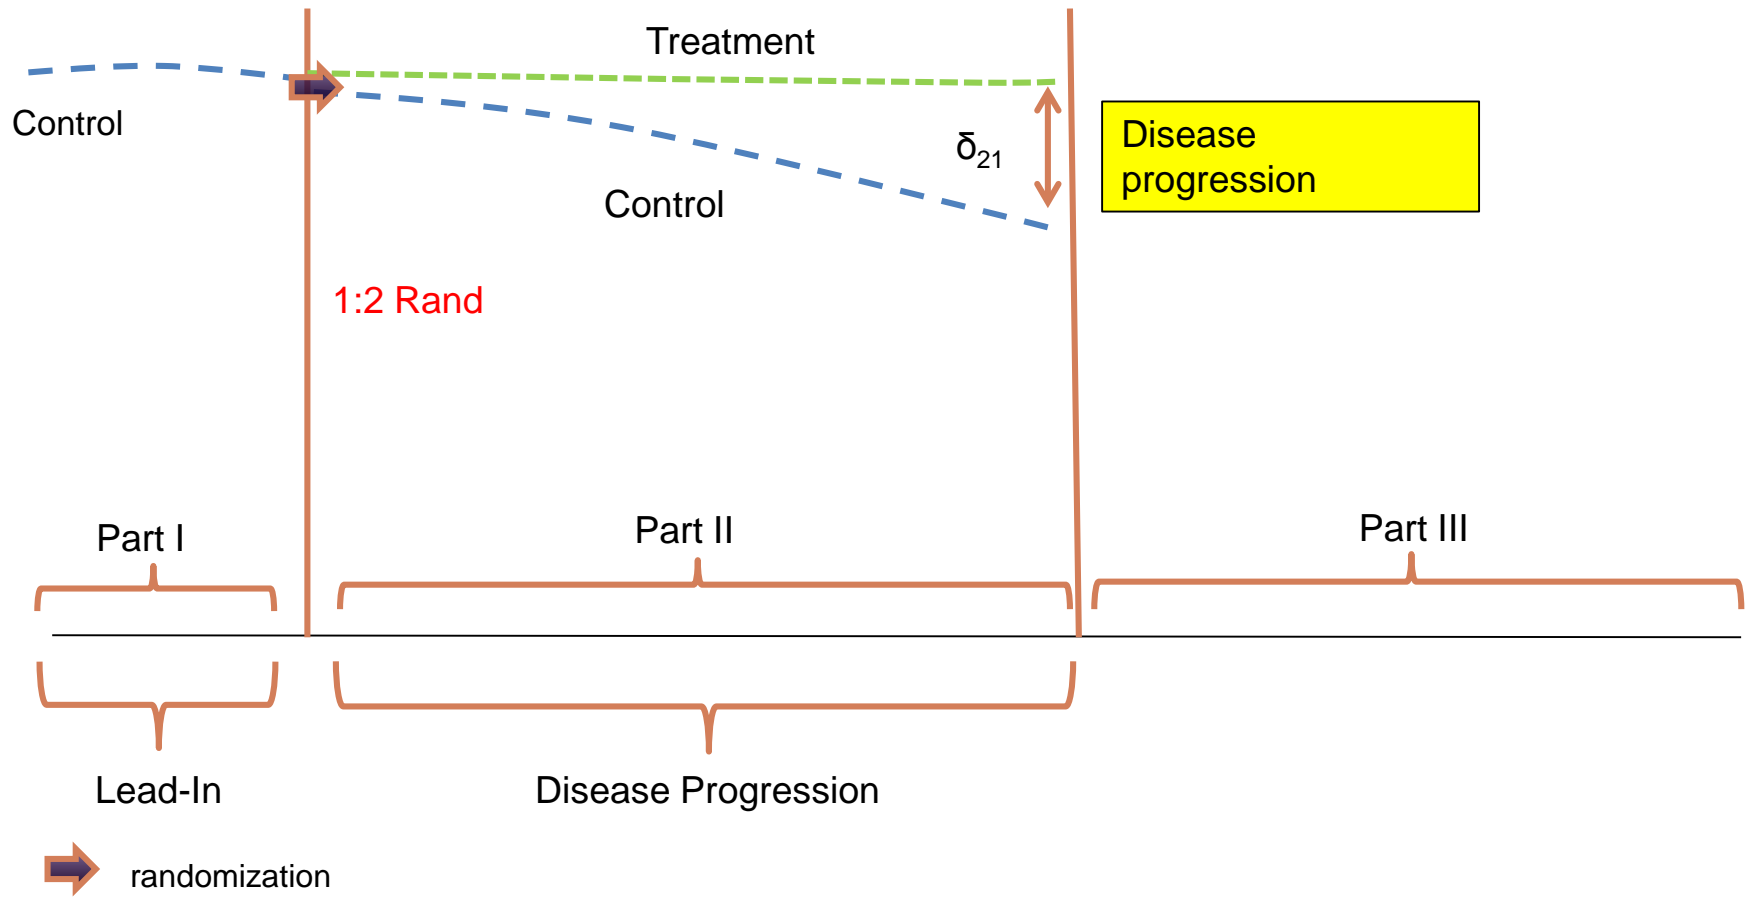 Treatment
Control
Disease
progression
δ21
Control
1:2 Rand
Part I
Part II
Part III
Lead-In
Disease Progression
randomization